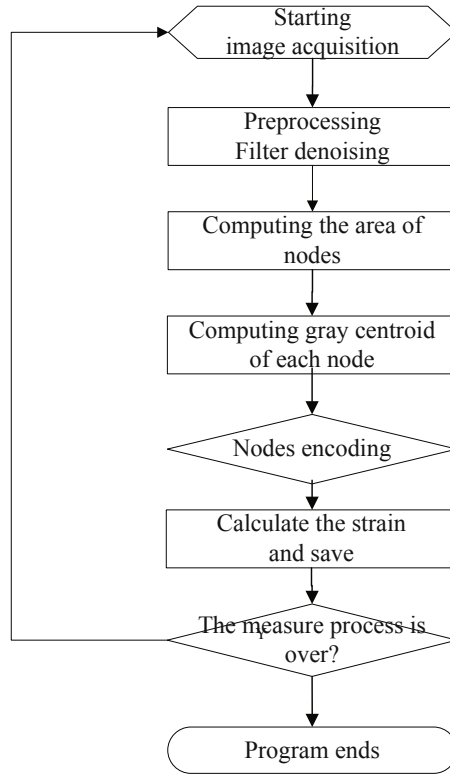 Starting
image acquisition
Preprocessing
Filter denoising
Computing the area of
nodes
Computing gray centroid
of each node
Nodes encoding
Calculate the strain
and save
The measure process is
over?
Program ends